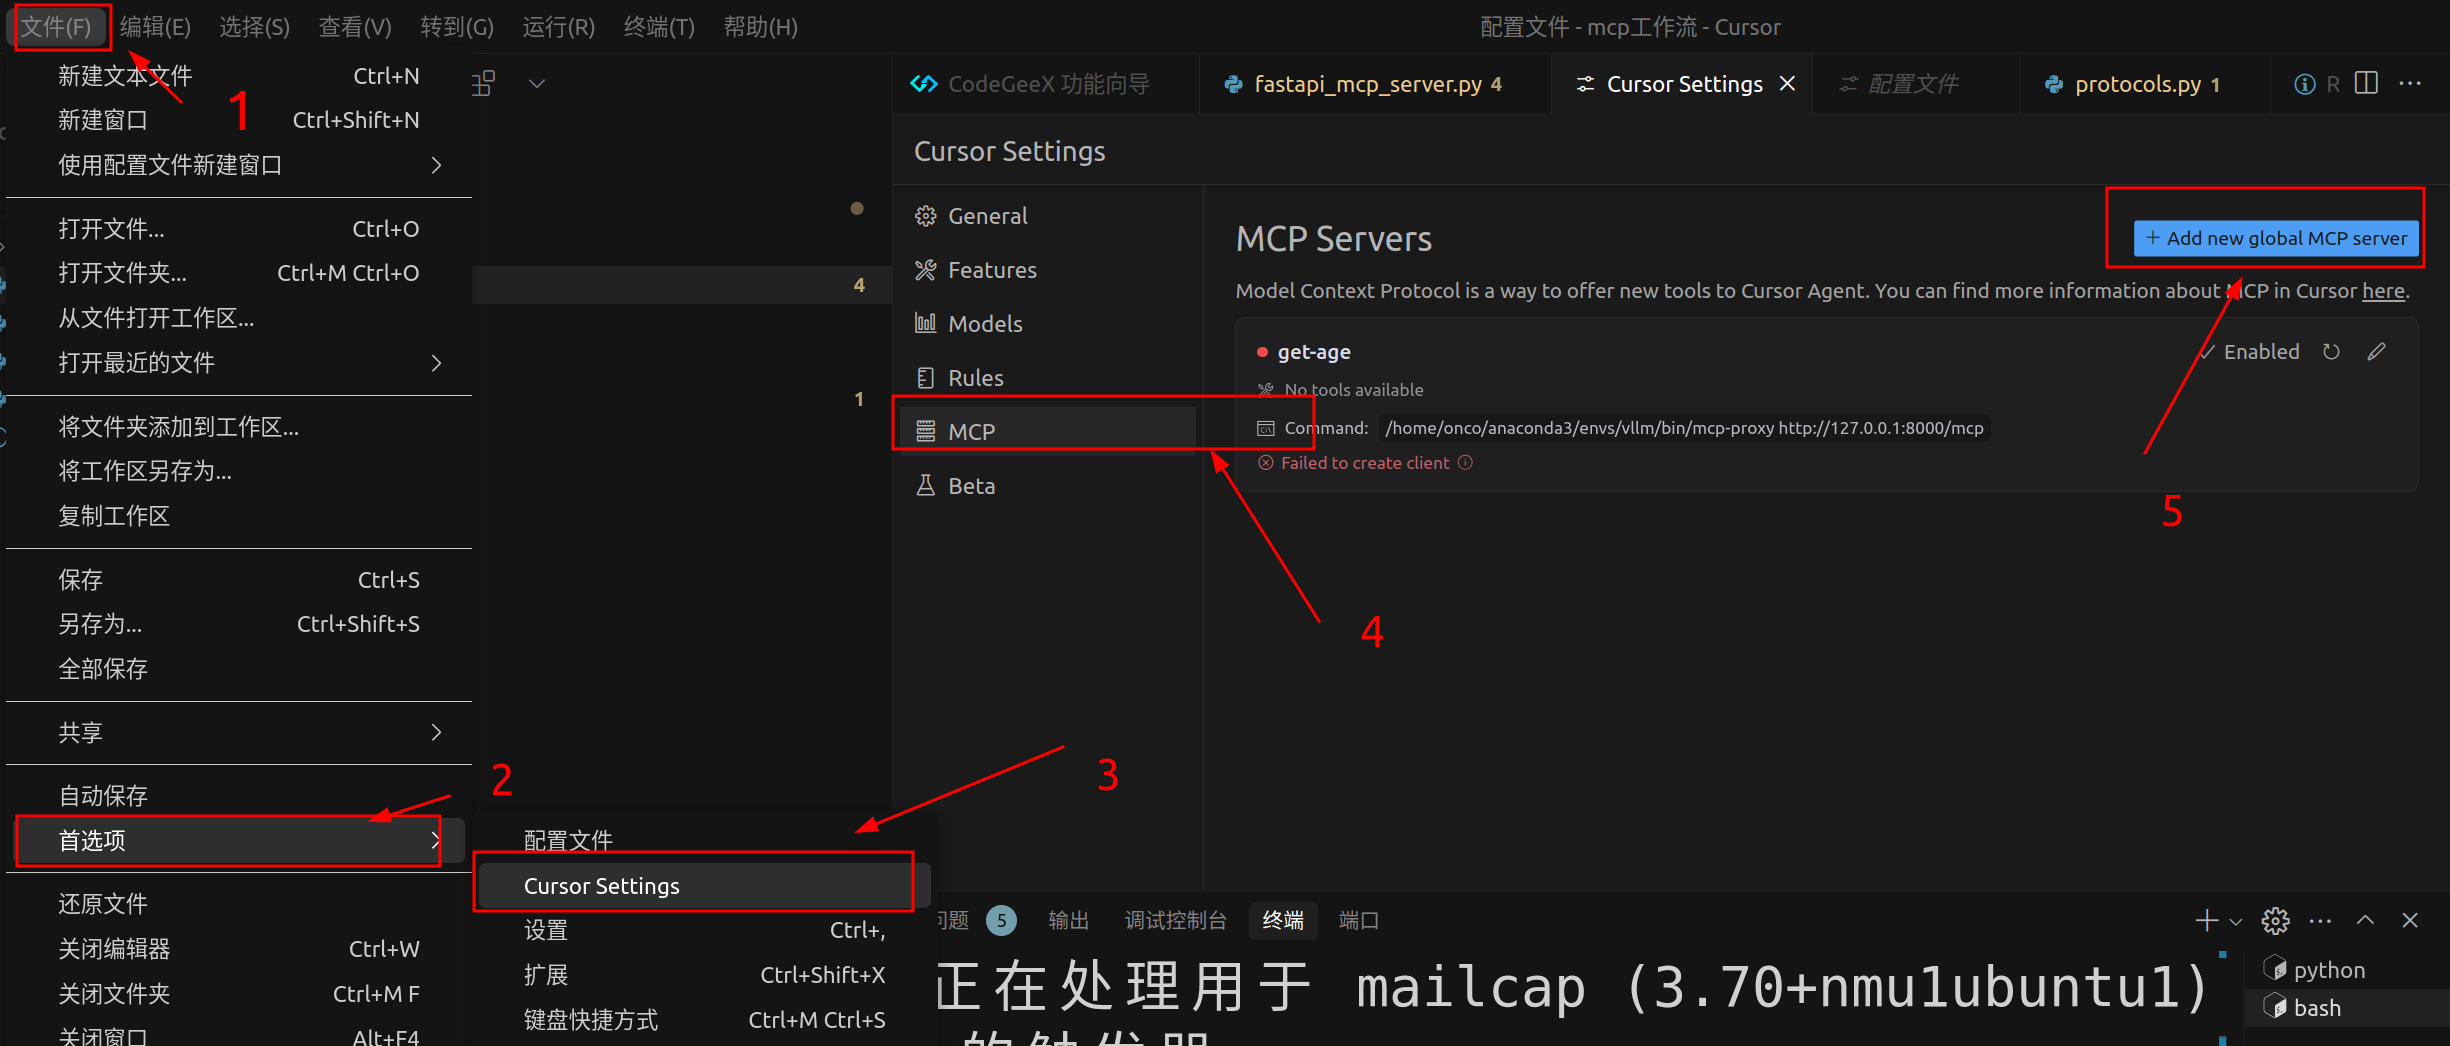 文件(F) 编辑(E) 选择(S) 查看(V) 转到(G) 运行(R) 终端(T) 帮助(H) 配置文件 - mcp工作流 - Cursor
新建文本文件 Ctrl+N
1
新建窗口 Ctrl+Shift+N
使用配置文件新建窗口
打开文件... Ctrl+O
打开文件夹... Ctrl+M Ctrl+O
从文件打开工作区...
打开最近的文件
将文件夹添加到工作区...
将工作区另存为...
复制工作区
保存 Ctrl+S
另存为... Ctrl+Shift+S
全部保存
共享
自动保存
2
首选项
还原文件
关闭编辑器 Ctrl+W
关闭文件夹 Ctrl+M F
关闭窗口 Alt+F4
3
配置文件
Cursor Settings
设置 Ctrl+,
扩展 Ctrl+Shift+X
键盘快捷方式 Ctrl+M Ctrl+S
4
1
CodeGeeX 功能向导 fastapi_mcp_server.py 4 Cursor Settings 配置文件 protocols.py 1 R
Cursor Settings
General
Features
Models
Rules
MCP
Beta
4
MCP Servers
+ Add new global MCP server
Model Context Protocol is a way to offer new tools to Cursor Agent. You can find more information about MCP in Cursor here.
get-age Enabled
No tools available
Command: /home/onco/anaconda3/envs/vllm/bin/mcp-proxy http://127.0.0.1:8000/mcp
Failed to create client
5
问题 5 输出 调试控制台 终端 端口
正在处理用于 mailcap (3.70+nmu1ubuntu1)
的触发器
python
bash